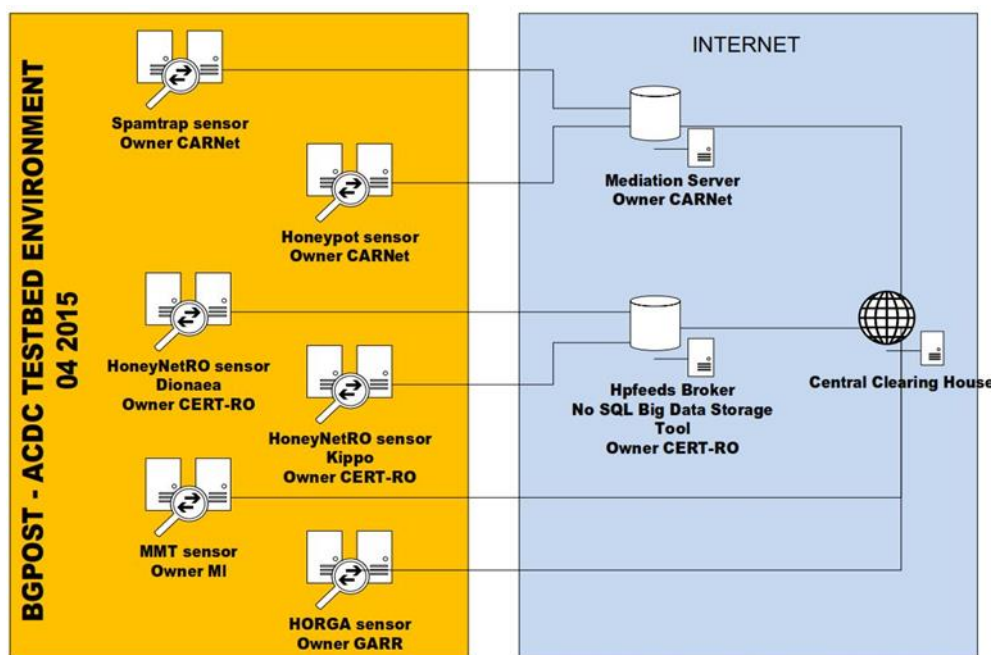 BGPOST - ACDC TESTBED ENVIRONMENT
04 2015
Spamtrap sensor
Owner CARNet
Honeypot sensor
Owner CARNet
HoneyNetRO sensor
Dionaea
Owner CERT-RO
HoneyNetRO sensor
Kippo
Owner CERT-RO
MMT sensor
Owner MI
HORGA sensor
Owner GARR
INTERNET
Mediation Server
Owner CARNet
Hpfeeds Broker
No SQL Big Data Storage
Tool
Owner CERT-RO
Central Clearing House